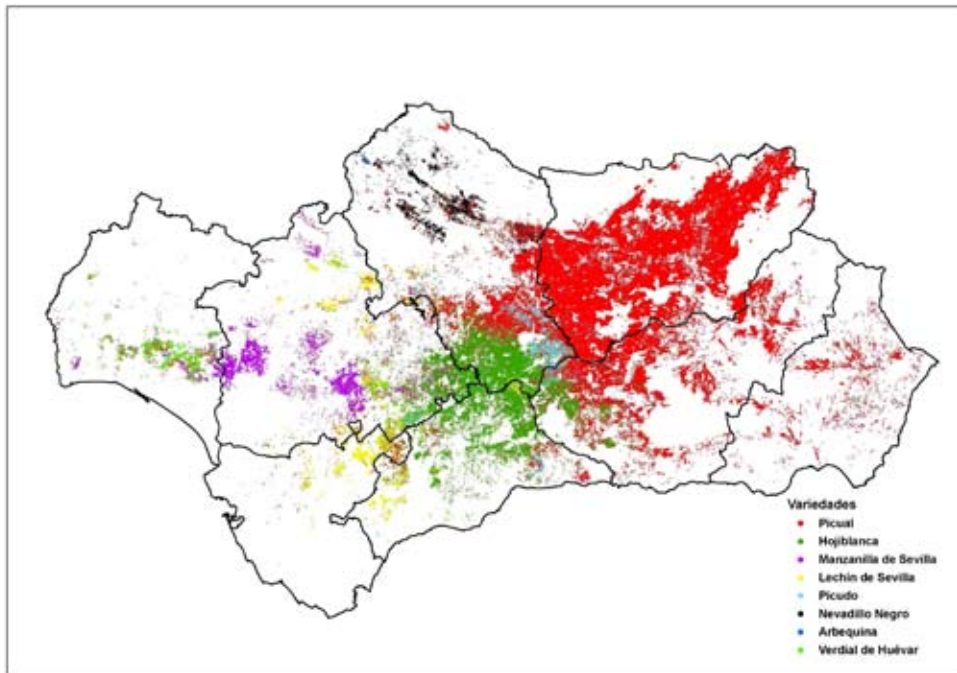 Variedades
Picual
Hojiblanca
Manzanilla de Sevilla
Lechín de Sevilla
Picudo
Nevadillo Negro
Arbequina
Verdial de Huévar